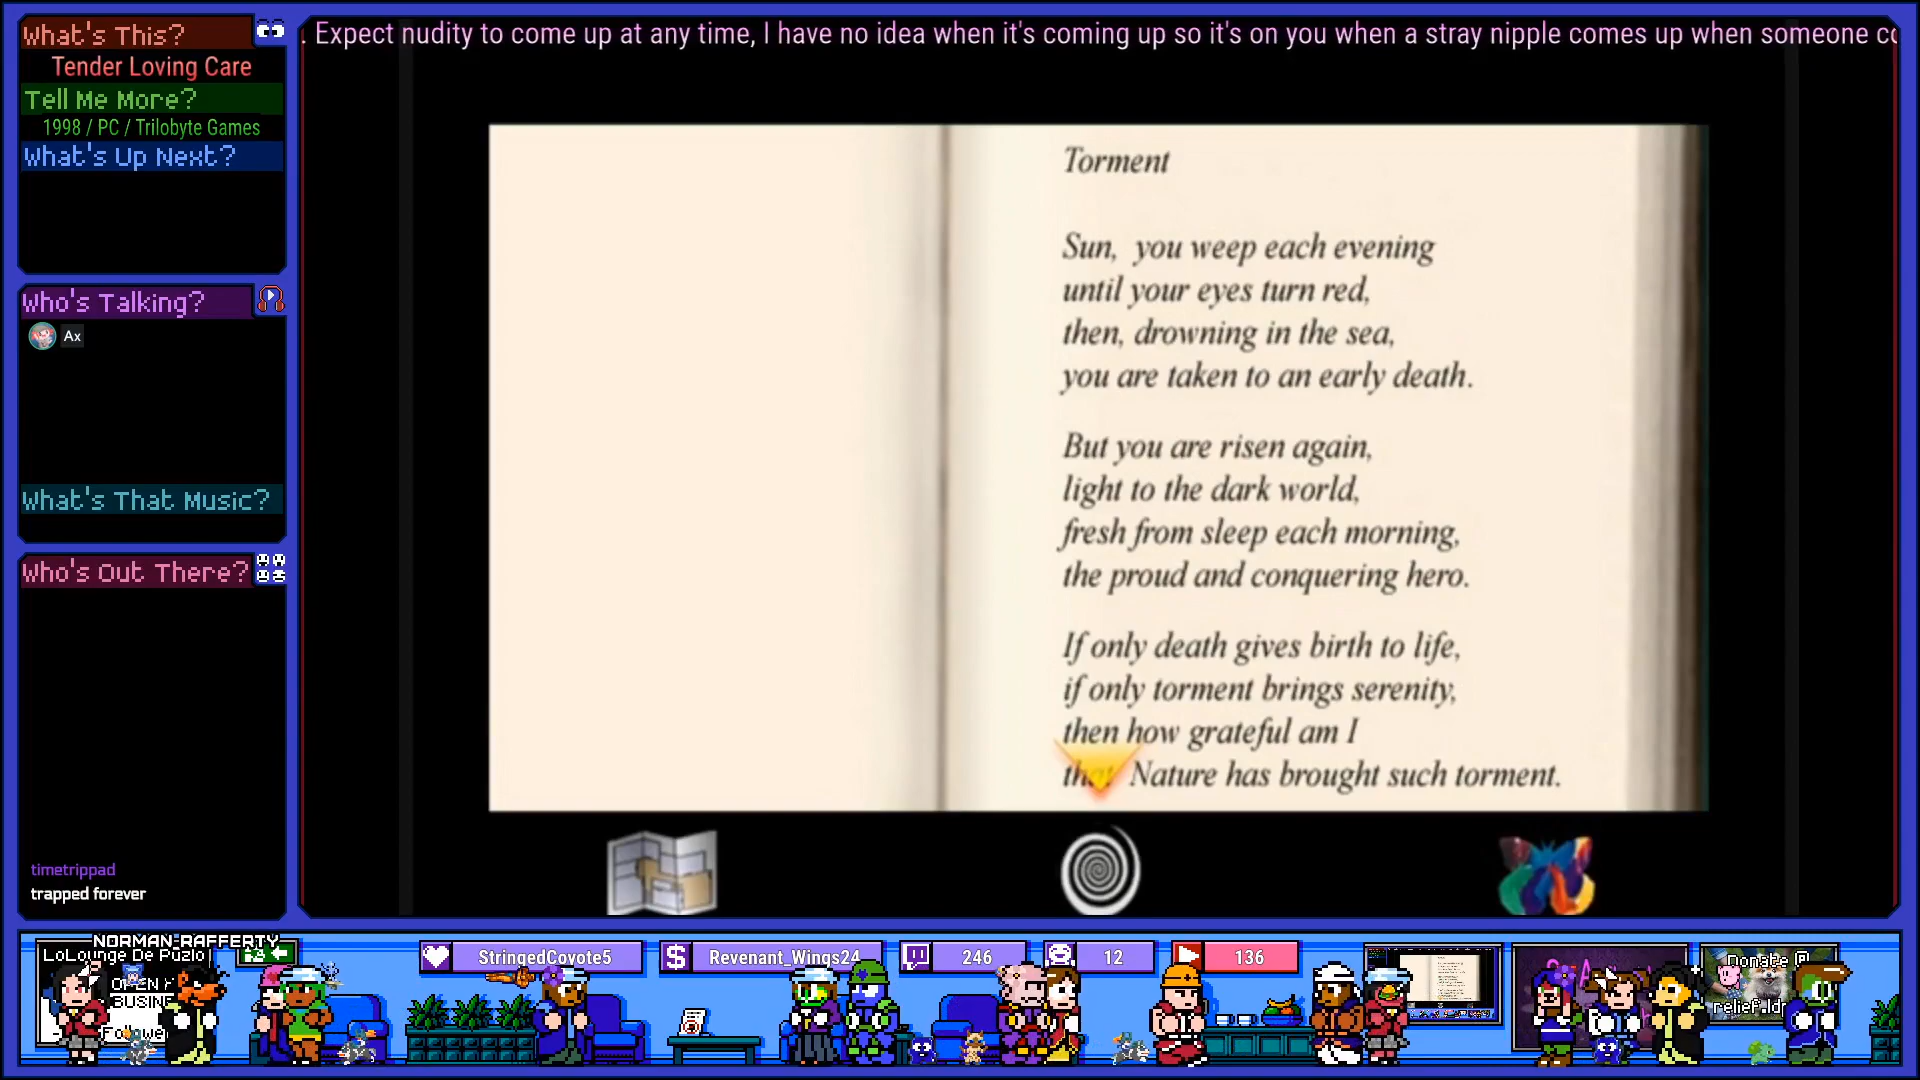 What's This?
Tender Loving Care
Tell Me More?
1998 / PC / Trilobyte Games
What's Up Next?
Who's Talking?
Ax
What's That Music?
Who's Out There?
timetrippad
trapped forever
. Expect nudity to come up at any time, I have no idea when it's coming up so it's on you when a stray nipple comes up when someone co
Torment
Sun, you weep each evening
until your eyes turn red,
then, drowning in the sea,
you are taken to an early death.
But you are risen again,
light to the dark world,
fresh from sleep each morning,
the proud and conquering hero.
If only death gives birth to life,
if only torment brings serenity,
then how grateful am I
that Nature has brought such torment.
NORMAN-RAFFERTY
LoLounge De Puzlo
StringedCoyote5
Revenant_Wings24
246
12
136
Donate @